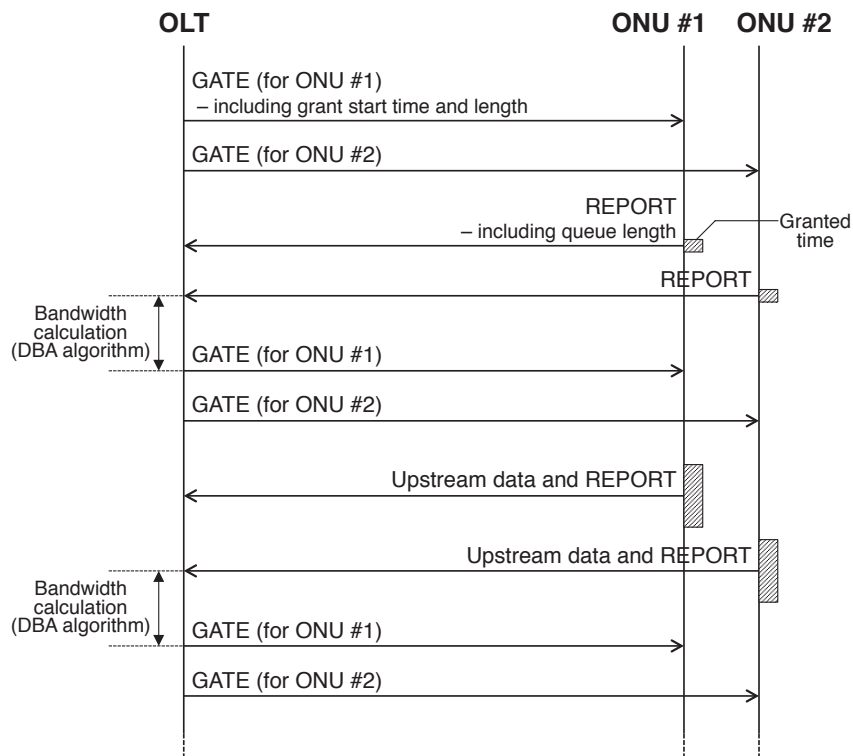 OLT
ONU #1
ONU #2
GATE (for ONU #1)
– including grant start time and length
GATE (for ONU #2)
REPORT
– including queue length
Granted
time
REPORT
Bandwidth
calculation
(DBA algorithm)
GATE (for ONU #1)
GATE (for ONU #2)
Upstream data and REPORT
Upstream data and REPORT
Bandwidth
calculation
(DBA algorithm)
GATE (for ONU #1)
GATE (for ONU #2)